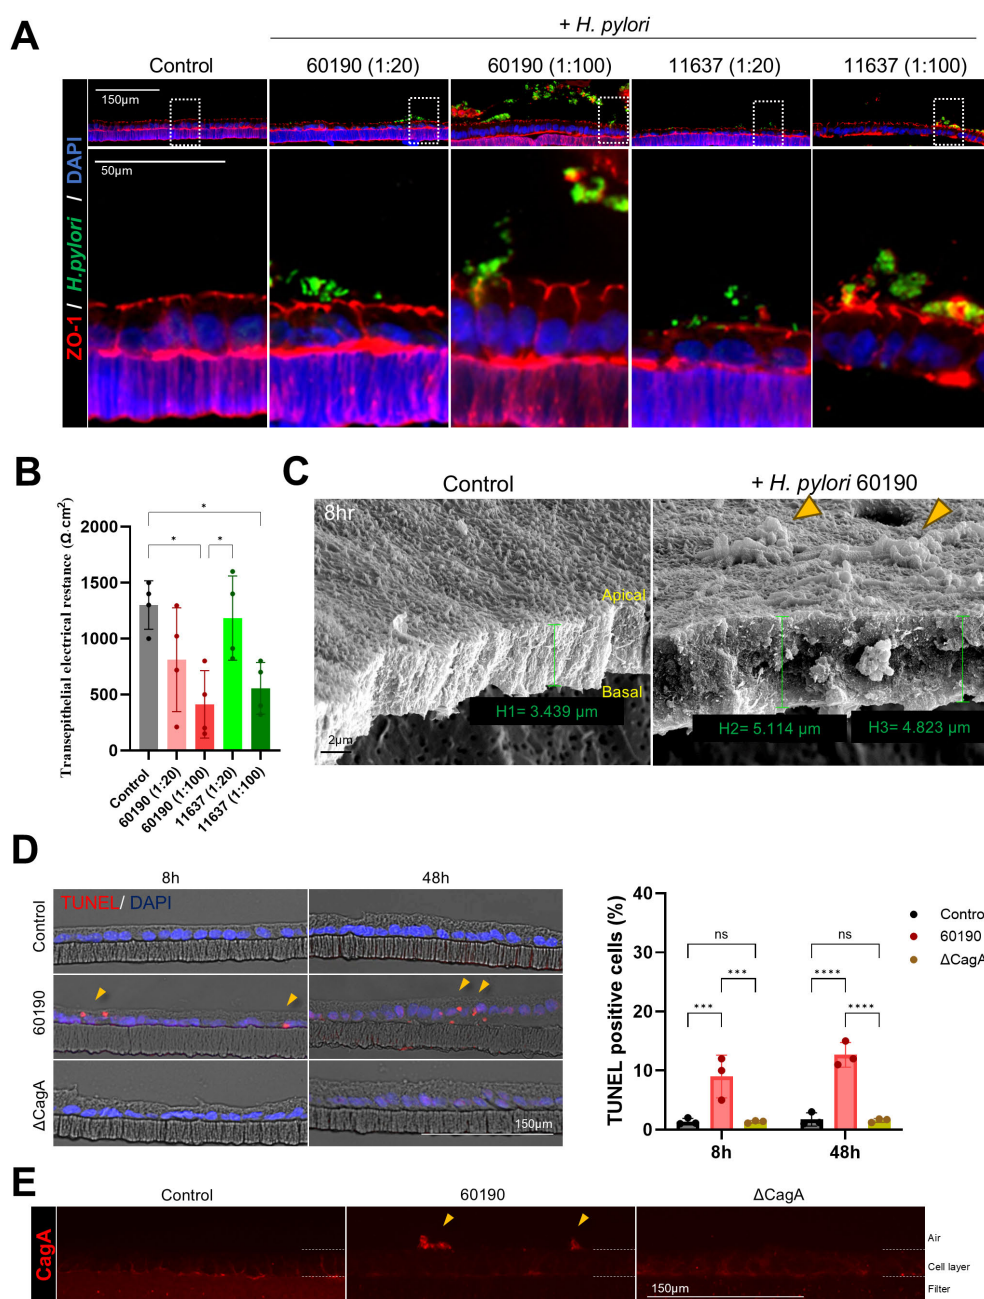 A
+ H. pylori
Control
60190 (1:20)
60190 (1:100)
11637 (1:20)
11637 (1:100)
ZO-1 / H.pylori / DAPI
150μm
50μm
B
Transepithelial electrical restance (Ω·cm²)
2000
1500
1000
500
0
*
*
*
Control
60190 (1:20)
60190 (1:100)
11637 (1:20)
11637 (1:100)
C
Control
+ H. pylori 60190
8hr
Apical
Basal
H1= 3.439 μm
2μm
H2= 5.114 μm
H3= 4.823 μm
D
8h
48h
TUNEL/ DAPI
Control
60190
ΔCagA
150μm
TUNEL positive cells (%)
40
30
20
10
0
ns
***
***
ns
****
****
8h
48h
Control
60190
ΔCagA
E
Control
60190
ΔCagA
CagA
Air
Cell layer
Filter
150μm